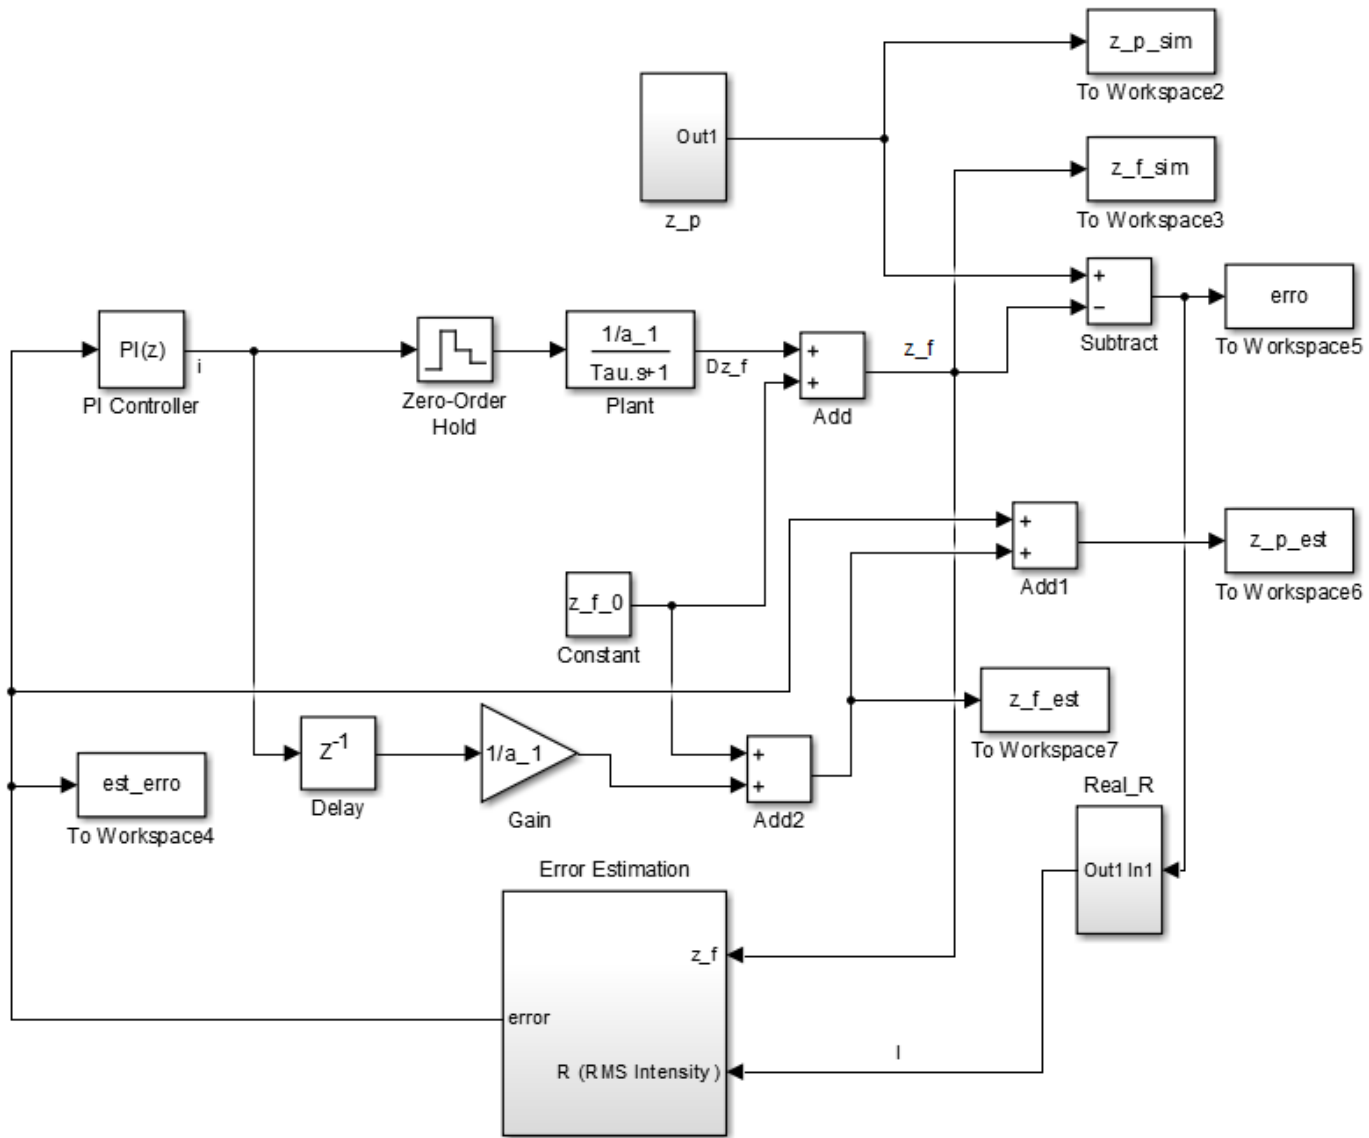 z_p_sim
To Workspace2
Out1
z_p
z_f_sim
To Workspace3
+
−
Subtract
erro
To Workspace5
PI(z)
PI Controller
i
Zero-Order
Hold
1/a_1
Tau.s+1
Plant
Dz_f
+
+
Add
z_f
+
+
Add1
z_p_est
To Workspace6
z_f_0
Constant
z_f_est
To Workspace7
est_erro
To Workspace4
Z-1
Delay
1/a_1
Gain
+
+
Add2
Real_R
Out1 In1
Error Estimation
z_f
error
R (RMS Intensity)
I